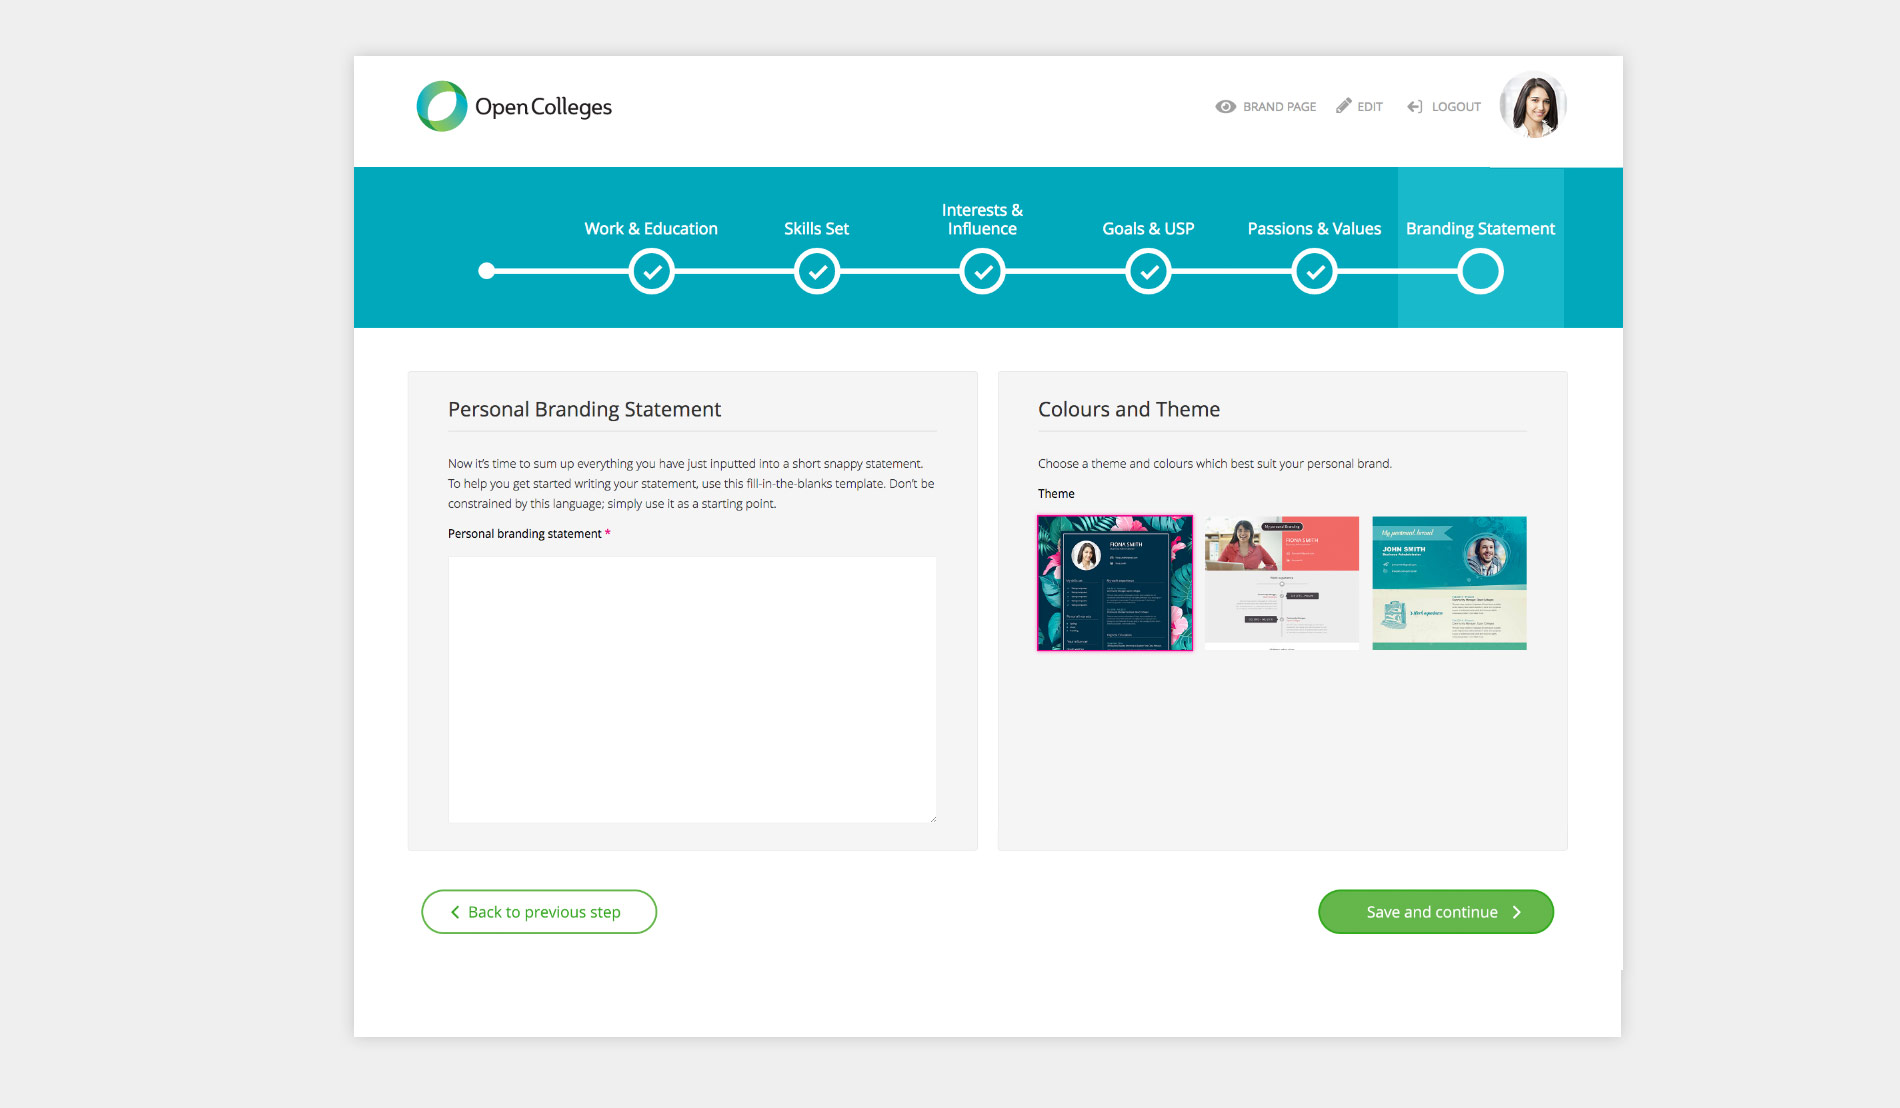 Open Colleges
BRAND PAGE
EDIT
LOGOUT
Work & Education
Skills Set
Interests &
Influence
Goals & USP
Passions & Values
Branding Statement
Personal Branding Statement
Now it's time to sum up everything you have just inputted into a short snappy statement.
To help you get started writing your statement, use this fill-in-the-blanks template. Don't be
constrained by this language; simply use it as a starting point.
Personal branding statement *
Colours and Theme
Choose a theme and colours which best suit your personal brand.
Theme
FIONA SMITH
My personal Branding
FIONA SMITH
My personal brand
JOHN SMITH
Back to previous step
Save and continue